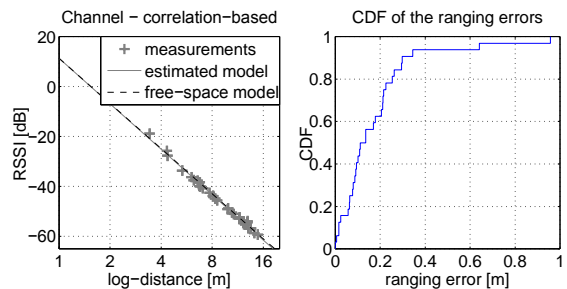 Channel − correlation−based
CDF of the ranging errors
20
0
−20
−40
−60
RSSI [dB]
measurements
estimated model
free−space model
1
2
4
8
16
log−distance [m]
1
0.8
0.6
0.4
0.2
0
CDF
0
0.2
0.4
0.6
0.8
1
ranging error [m]